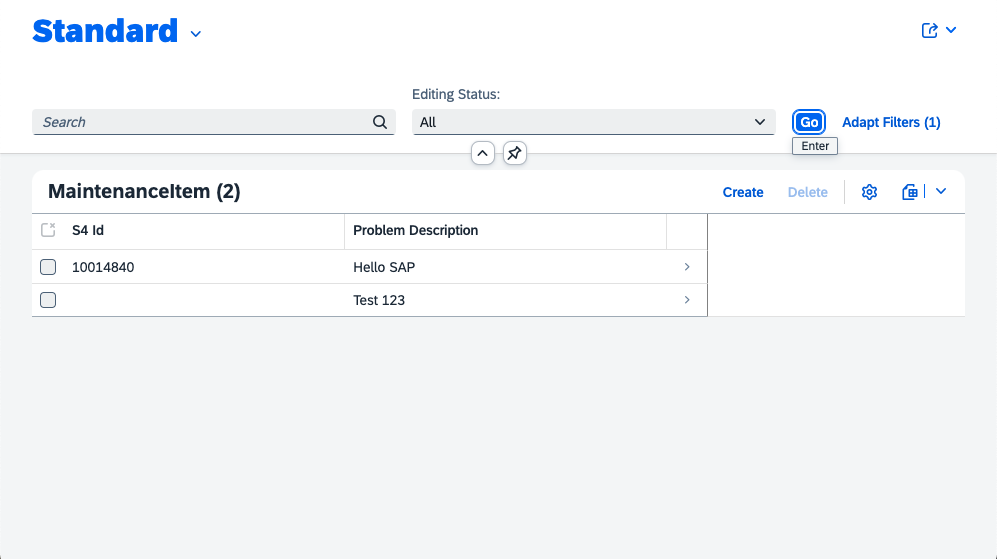 Standard
Editing Status:
Search
All
Go
Adapt Filters (1)
Enter
MaintenanceItem (2)
Create
Delete
S4 Id
Problem Description
10014840
Hello SAP
Test 123